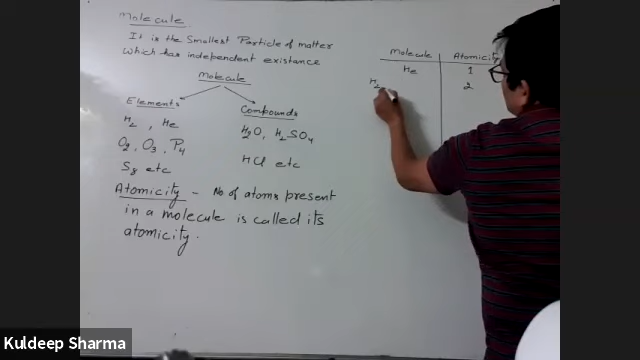 Molecule
It is the Smallest Particle of matter
Which has independent existance
Molecule
Elements
Compounds
H2, He
O2, O3, P4
S8 etc
H2O, H2SO4
HCl etc
Atomicity - No of atoms present
in a molecule is called its
atomicity.
Molecule Atomicity
He 1
H2 2
Kuldeep Sharma